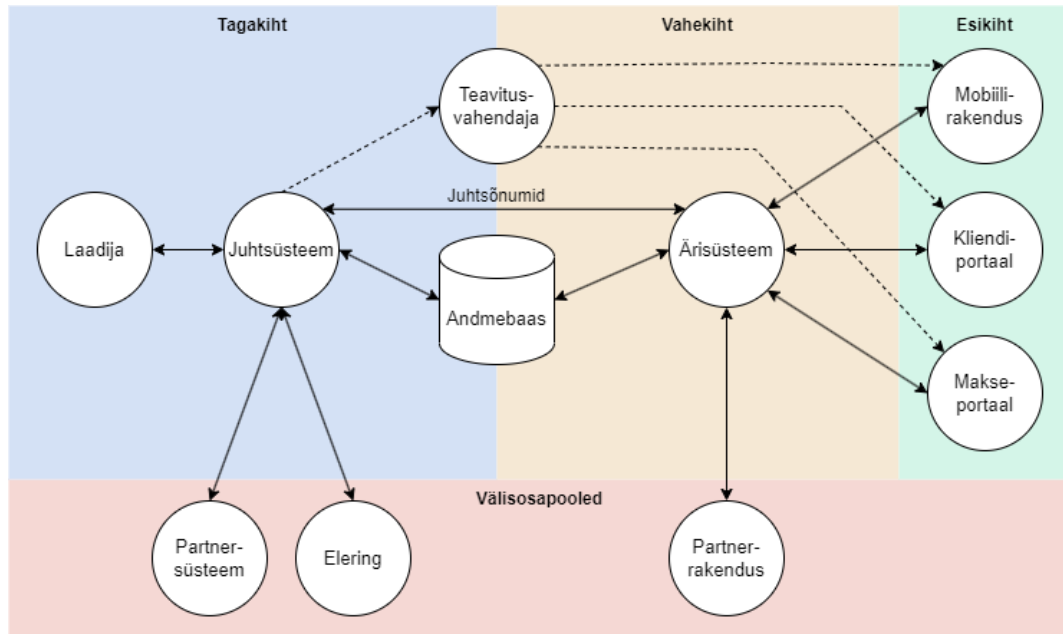 Tagakiht
Vahekiht
Esikiht
Teavitus-
vahendaja
Mobiili-
rakendus
Juhtsõnumid
Laadija
Juhtsüsteem
Ärisüsteem
Kliendi-
portaal
Andmebaas
Makse-
portaal
Välisosapooled
Partner-
süsteem
Elering
Partner-
rakendus